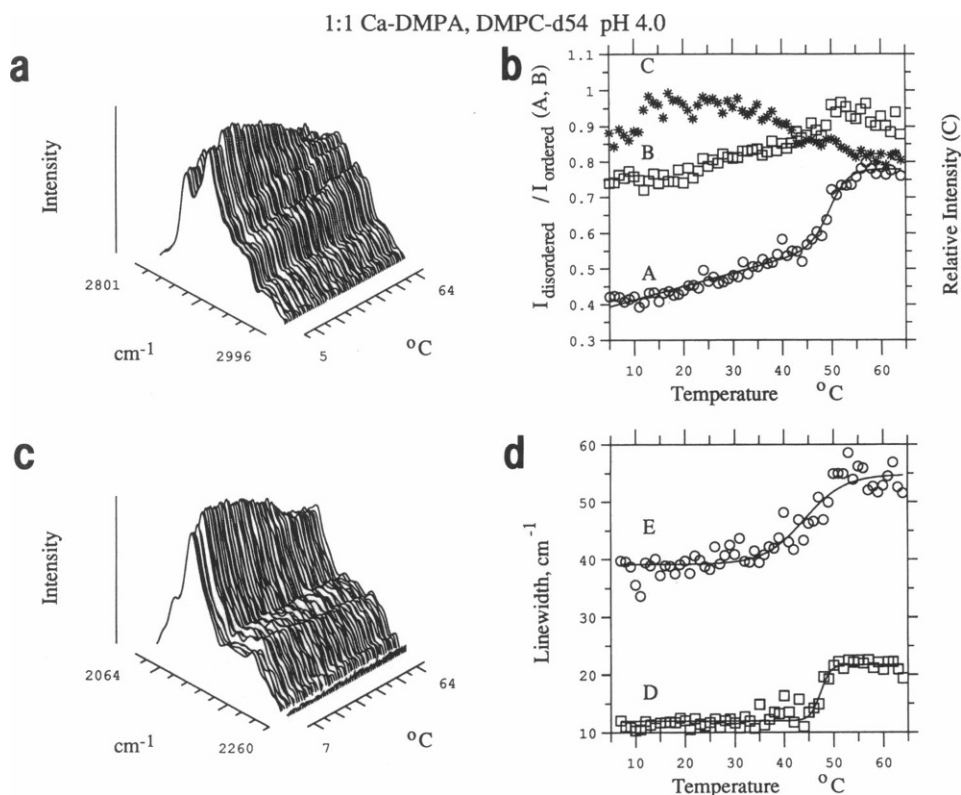 1:1 Ca-DMPA, DMPC-d54 pH 4.0
a
Intensity
2801
cm-1
2996
5
oC
64
b
I disordered / I ordered (A, B)
1.1
1
0.9
0.8
0.7
0.6
0.5
0.4
0.3
C
B
A
10 20 30 40 50 60
Temperature oC
Relative Intensity (C)
c
Intensity
2064
cm-1
2260
7
oC
64
d
Linewidth, cm-1
60
50
40
30
20
10
E
D
10 20 30 40 50 60
Temperature oC